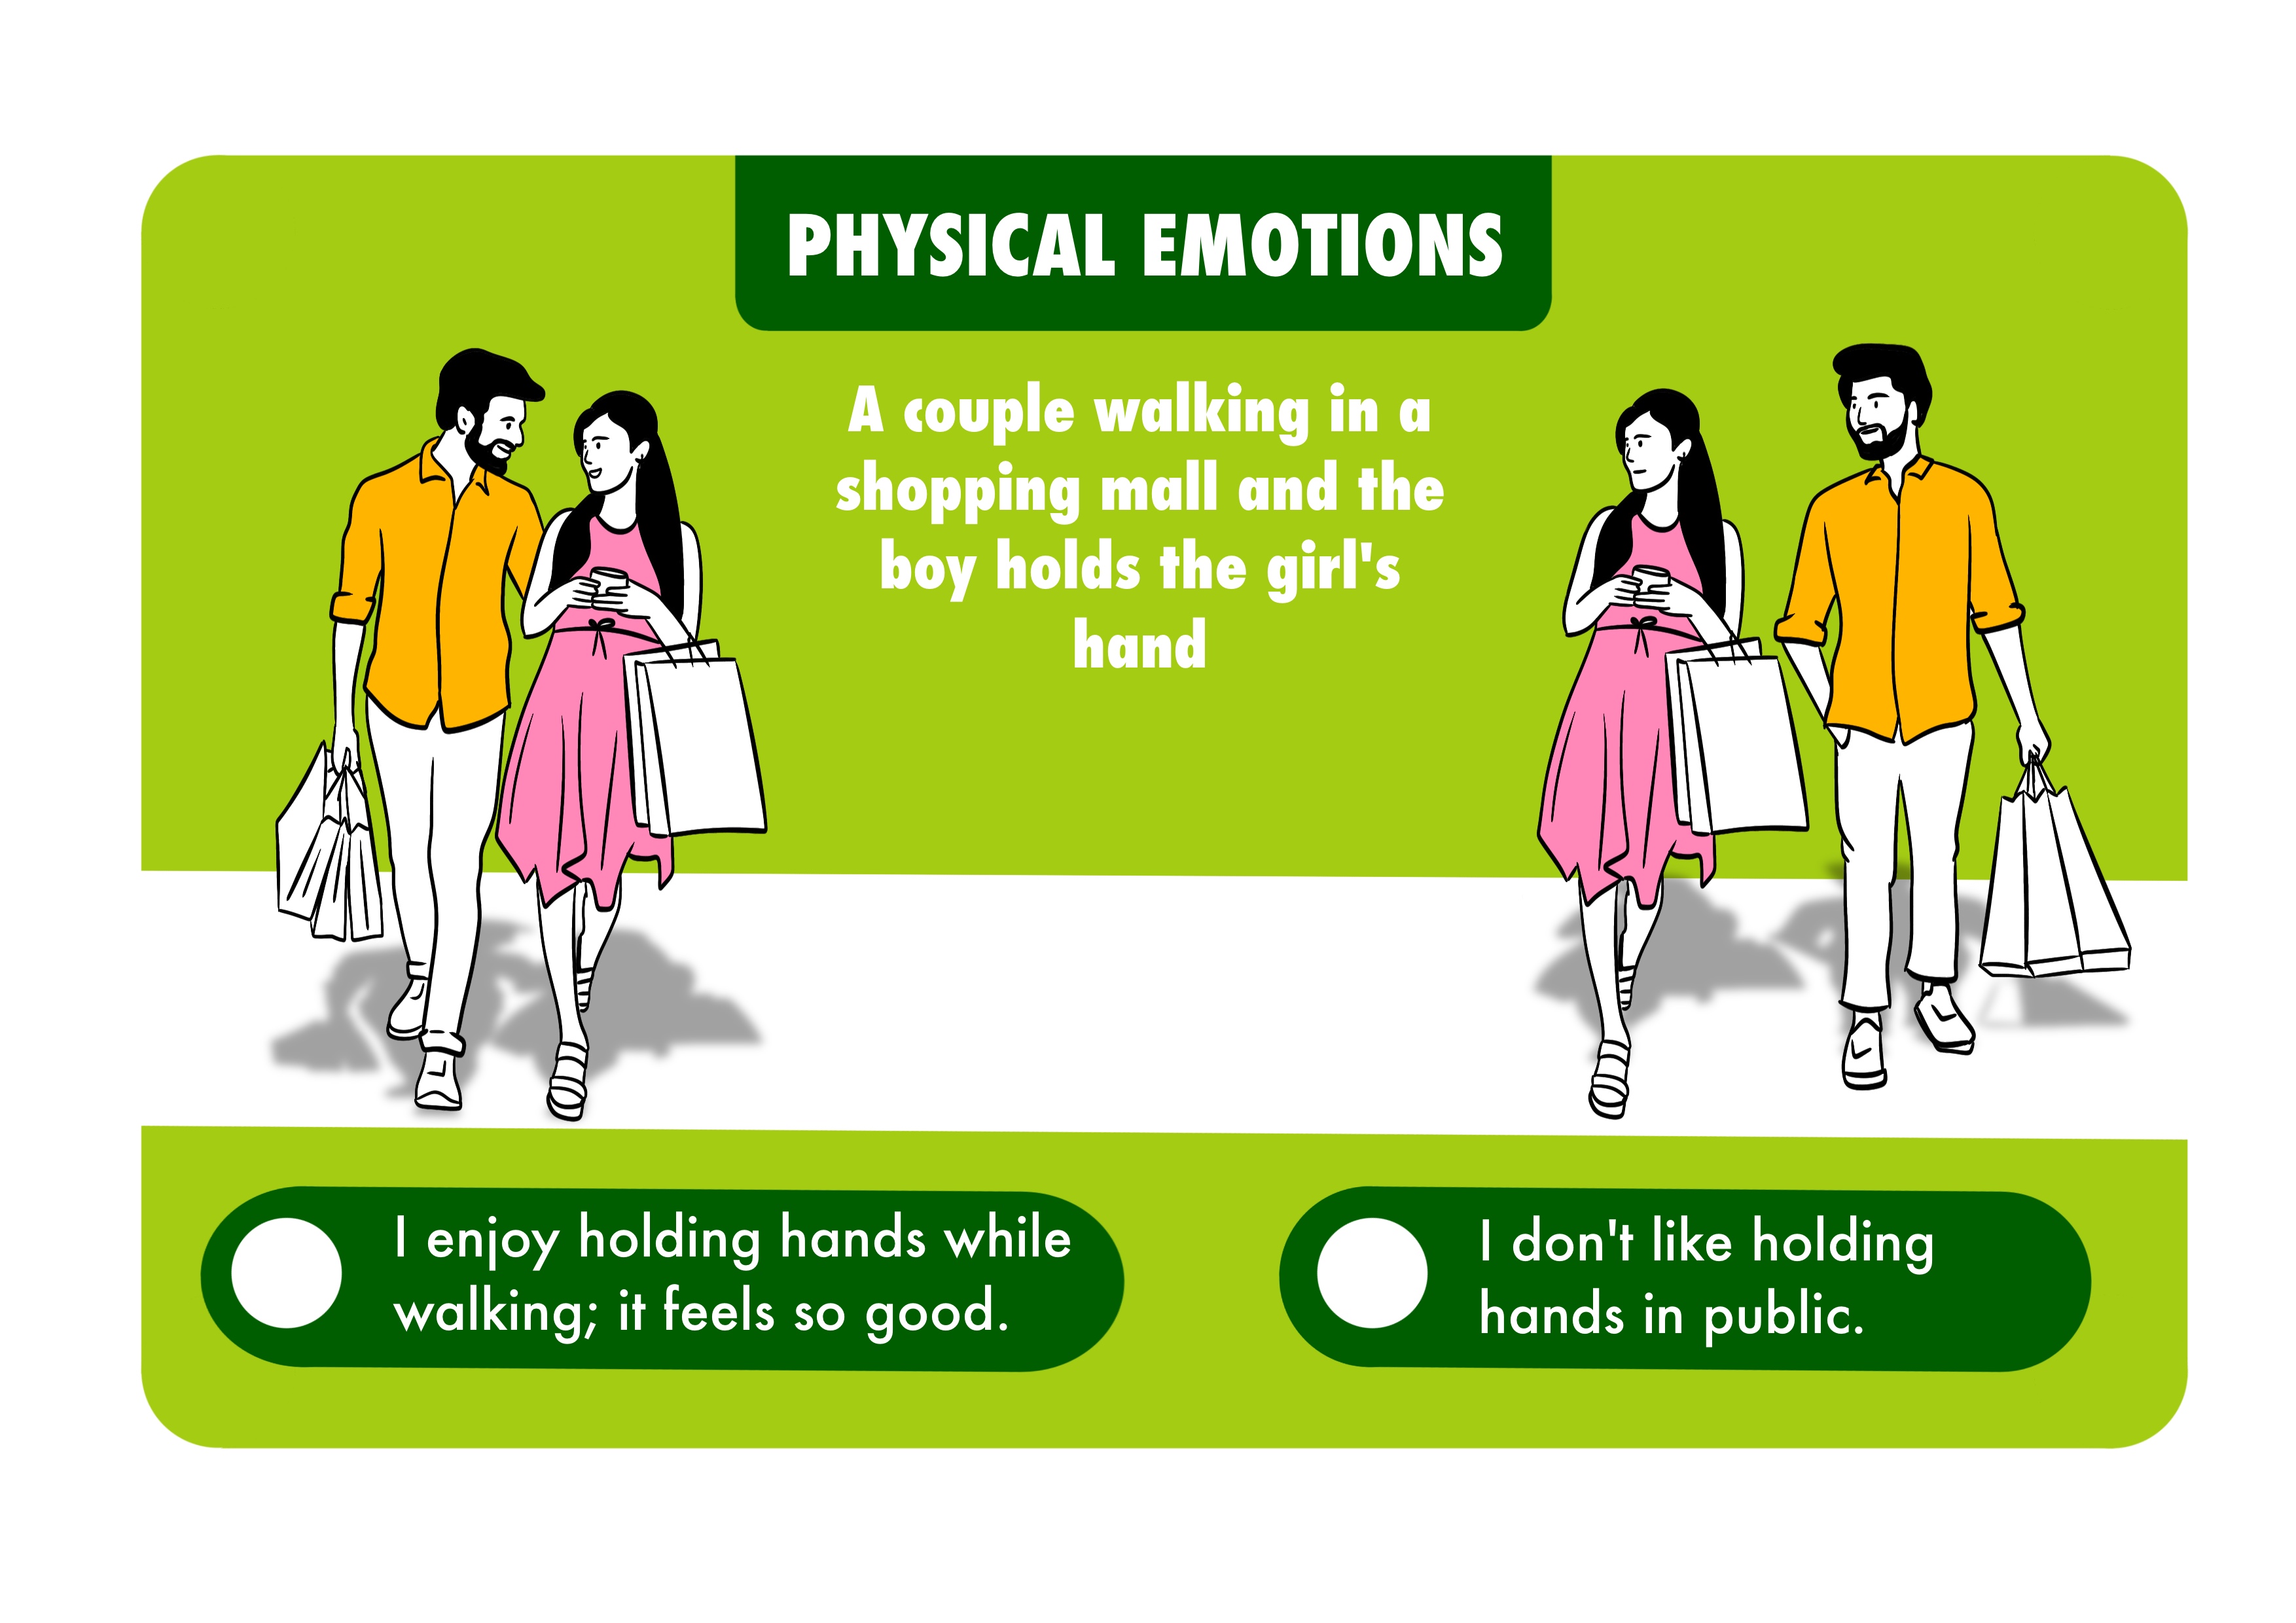 PHYSICAL EMOTIONS
A couple walking in a
shopping mall and the
boy holds the girl's
hand
I enjoy holding hands while
walking; it feels so good.
I don't like holding
hands in public.